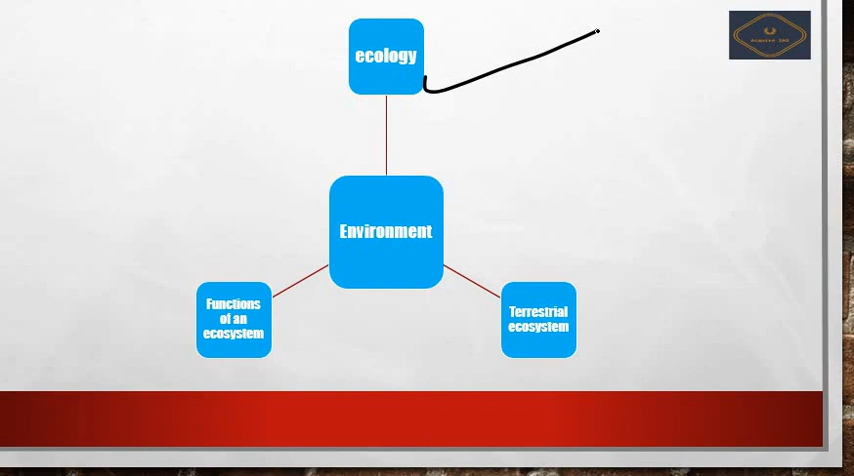 ecology
Environment
Functions
of an
ecosystem
Terrestrial
ecosystem